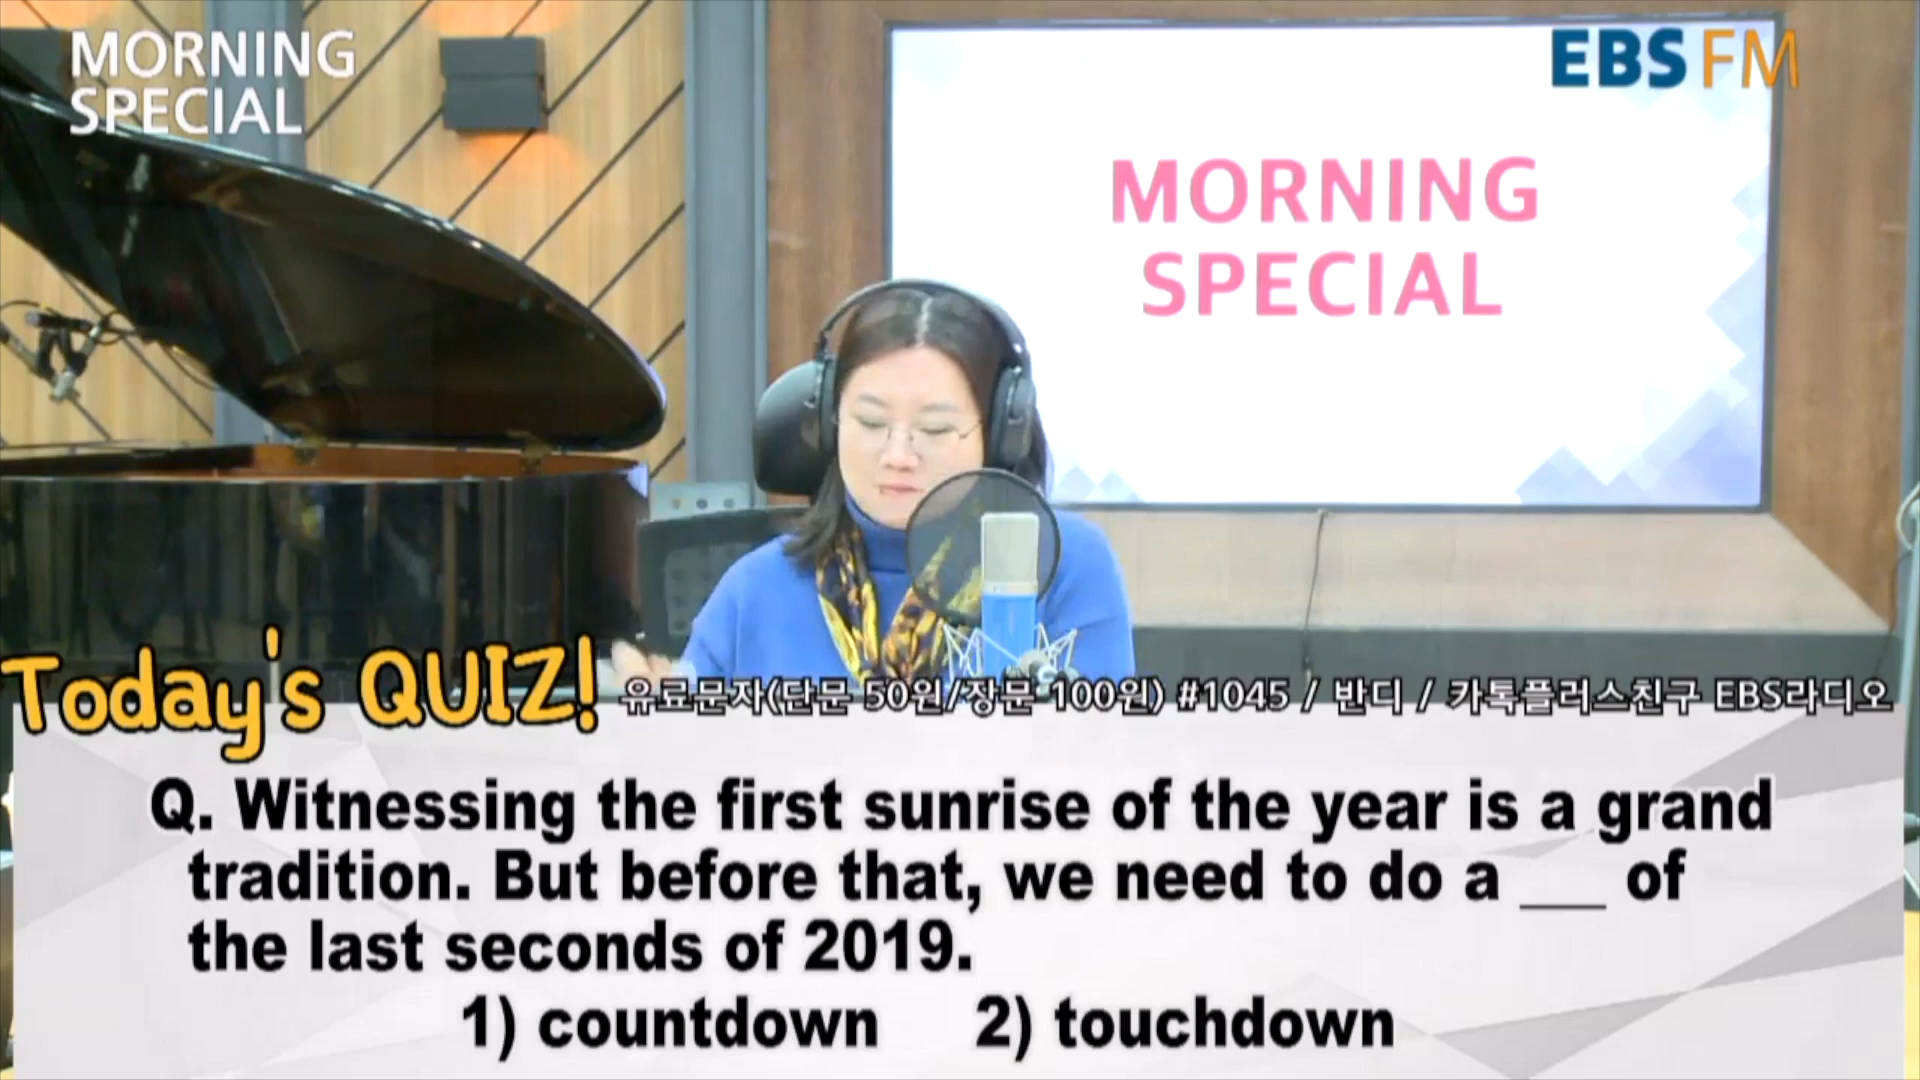 MORNING
SPECIAL
EBS FM
MORNING
SPECIAL
Today's QUIZ!
유료문자(단문 50원/장문 100원) #1045 / 반디 / 카톡플러스친구 EBS라디오
Q. Witnessing the first sunrise of the year is a grand
tradition. But before that, we need to do a ___ of
the last seconds of 2019.
1) countdown 2) touchdown